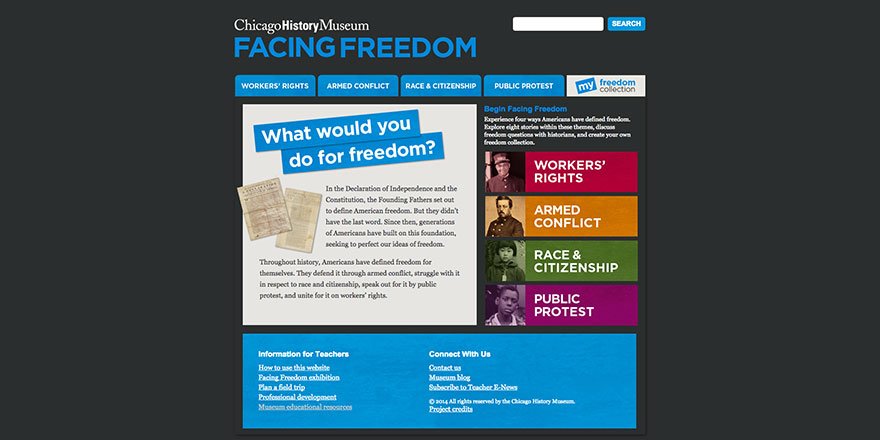 Chicago History Museum
FACING FREEDOM
SEARCH
WORKERS' RIGHTS
ARMED CONFLICT
RACE & CITIZENSHIP
PUBLIC PROTEST
my freedom
collection
What would you
do for freedom?
In the Declaration of Independence and the
Constitution, the Founding Fathers set out
to define American freedom. But they didn't
have the last word. Since then, generations
of Americans have built on this foundation,
seeking to perfect our ideas of freedom.
Throughout history, Americans have defined freedom for
themselves. They defend it through armed conflict, struggle with it
in respect to race and citizenship, speak out for it by public
protest, and unite for it on workers' rights.
Begin Facing Freedom
Experience four ways Americans have defined freedom.
Explore eight stories within these themes, discuss
freedom questions with historians, and create your own
freedom collection.
WORKERS'
RIGHTS
ARMED
CONFLICT
RACE &
CITIZENSHIP
PUBLIC
PROTEST
Information for Teachers
How to use this website
Facing Freedom exhibition
Plan a field trip
Professional development
Museum educational resources
Connect With Us
Contact us
Museum blog
Subscribe to Teacher E-News
© 2014 All rights reserved by the Chicago History Museum.
Project credits